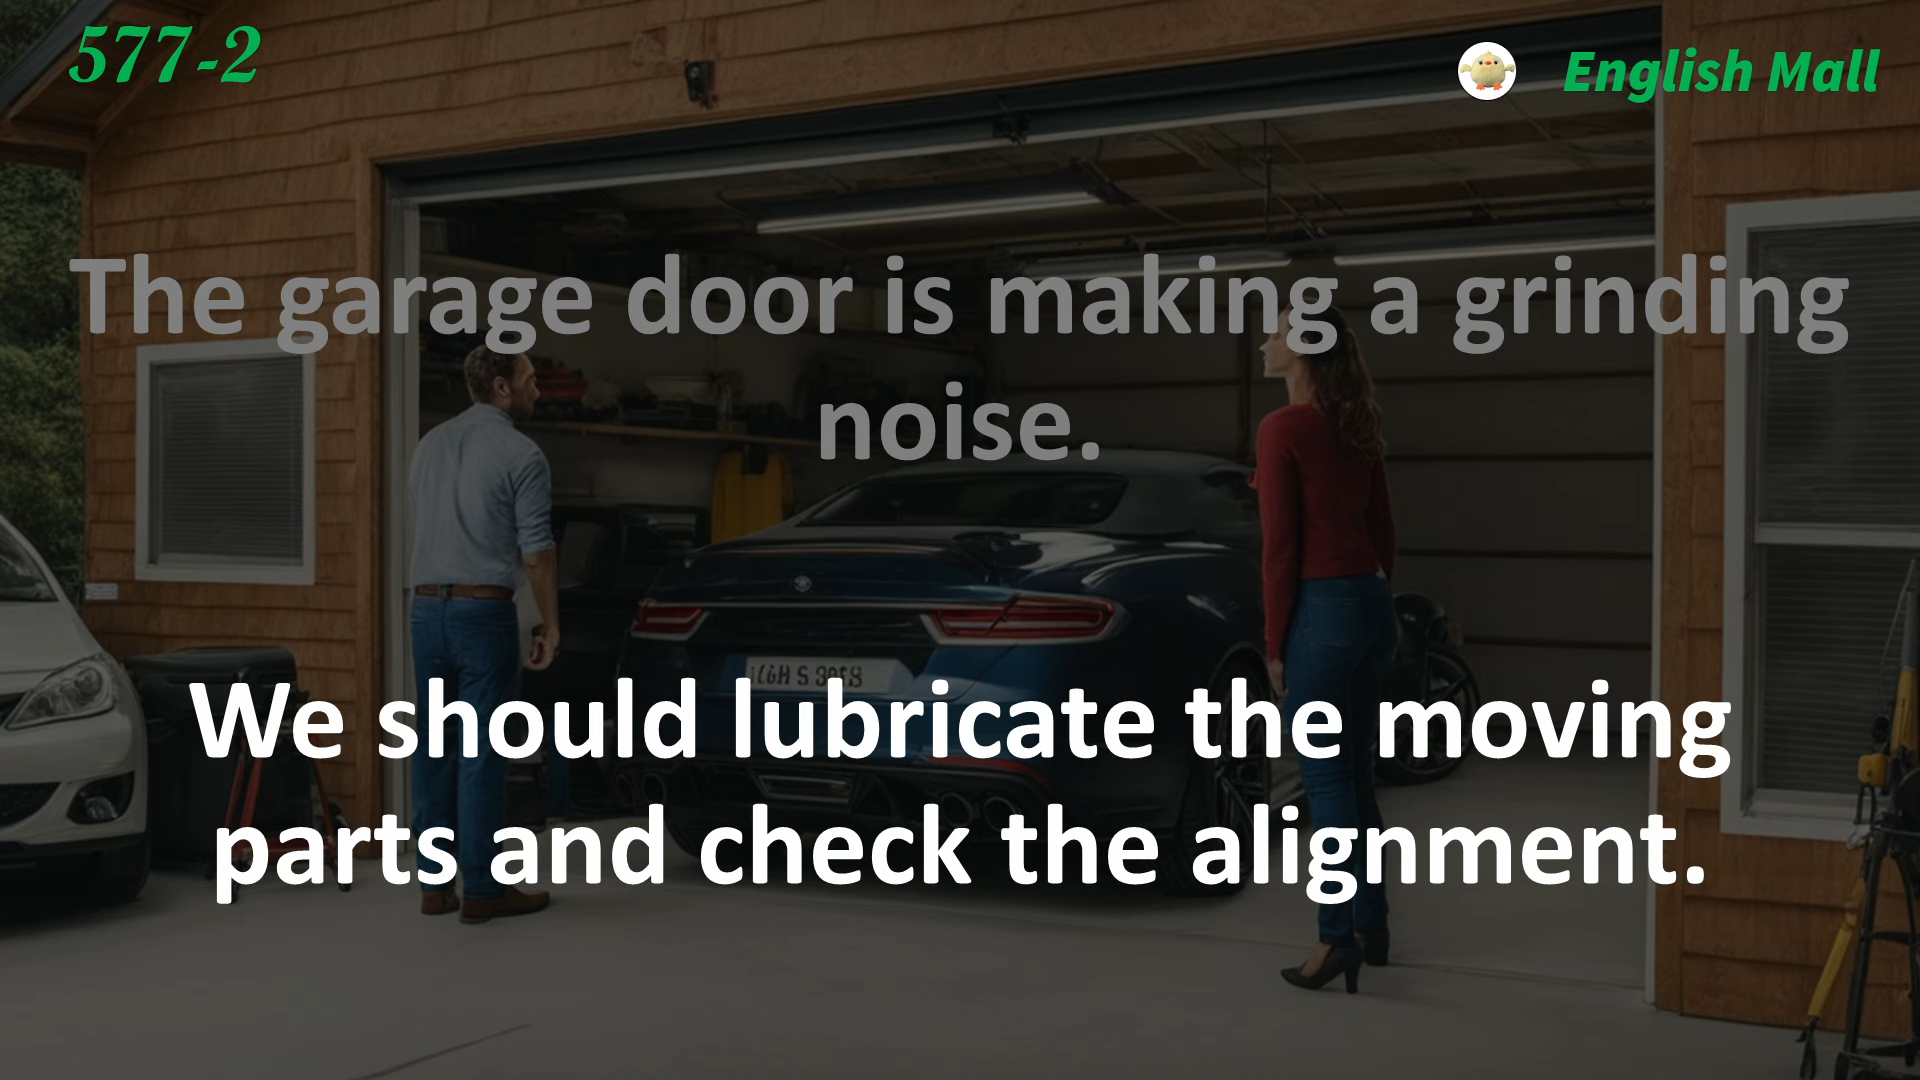 577-2
English Mall
The garage door is making a grinding
noise.
We should lubricate the moving
parts and check the alignment.